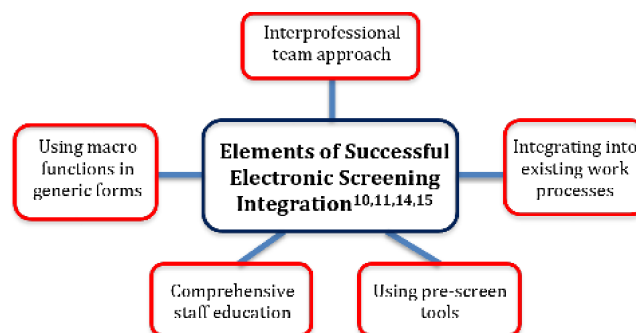 Interprofessional
team approach
Using macro
functions in
generic forms
Elements of Successful
Electronic Screening
Integration10,11,14,15
Integrating into
existing work
processes
Comprehensive
staff education
Using pre-screen
tools